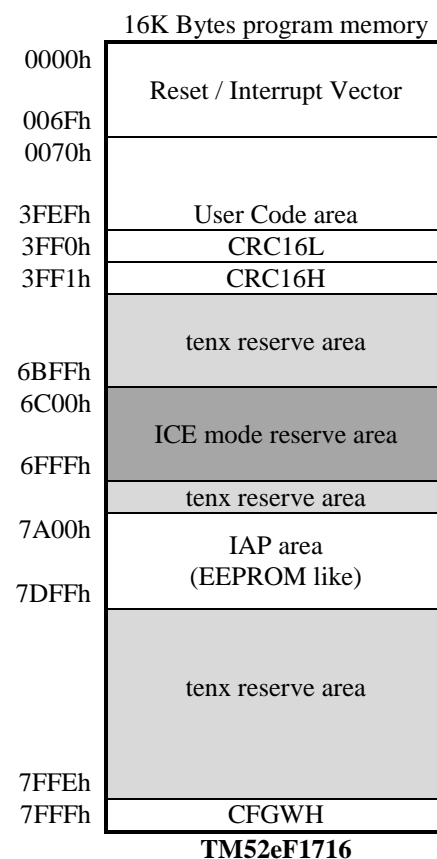 16K Bytes program memory
0000h
Reset / Interrupt Vector
006Fh
0070h
3FEFh User Code area
3FF0h CRC16L
3FF1h CRC16H
tenx reserve area
6BFFh
6C00h
ICE mode reserve area
6FFFh
tenx reserve area
7A00h
IAP area
(EEPROM like)
7DFFh
tenx reserve area
7FFEh
7FFFh CFGWH
TM52eF1716